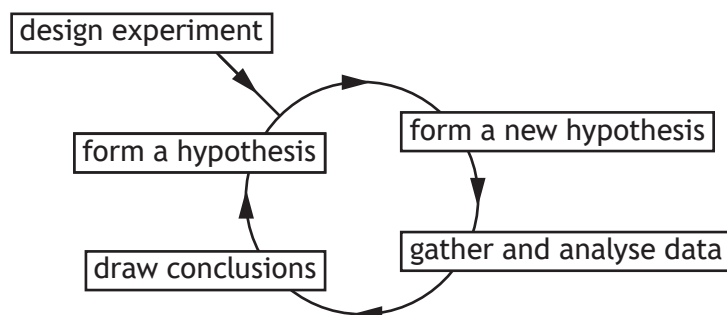 design experiment
form a new hypothesis
form a hypothesis
gather and analyse data
draw conclusions